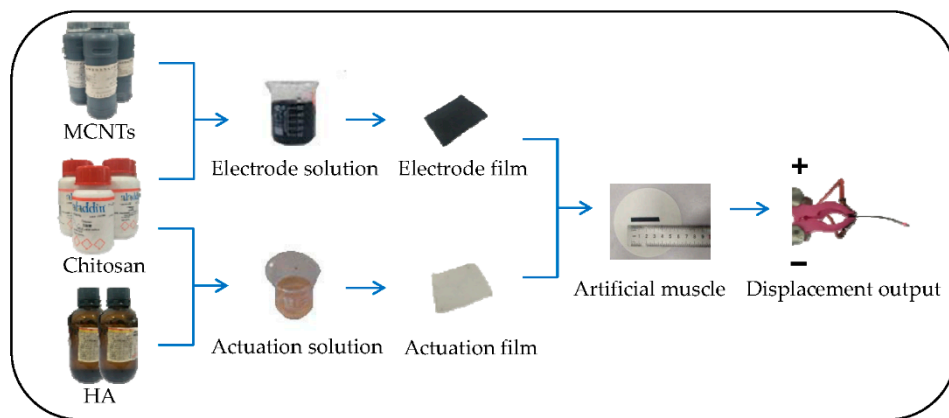 MCNTs
Electrode solution
Electrode film
+
Chitosan
Artificial muscle
Displacement output
−
Actuation solution
Actuation film
HA